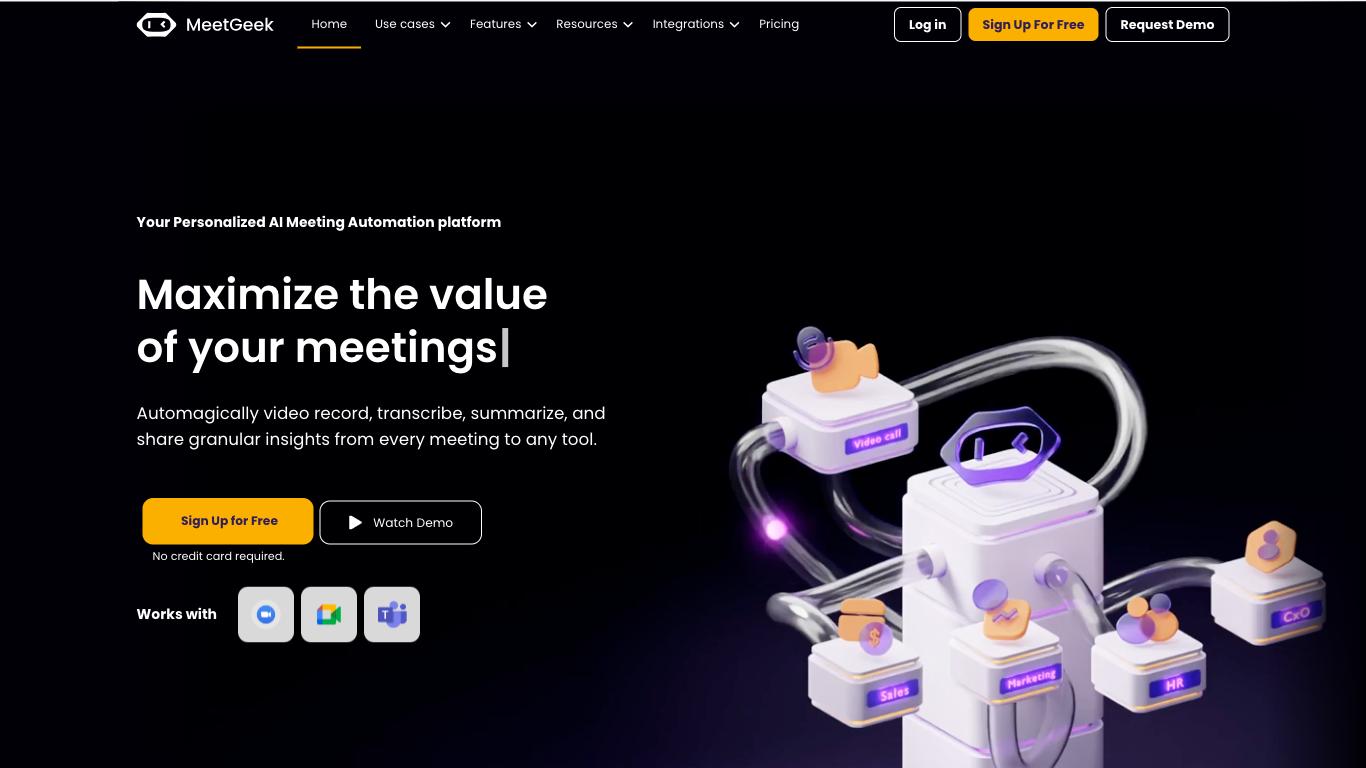 MeetGeek
Home
Use cases
Features
Resources
Integrations
Pricing
Log in
Sign Up For Free
Request Demo
Your Personalized AI Meeting Automation platform
Maximize the value
of your meetings
Automagically video record, transcribe, summarize, and
share granular insights from every meeting to any tool.
Sign Up for Free
Watch Demo
No credit card required.
Works with
T
Video call
$
Sales
Marketing
HR
CxO